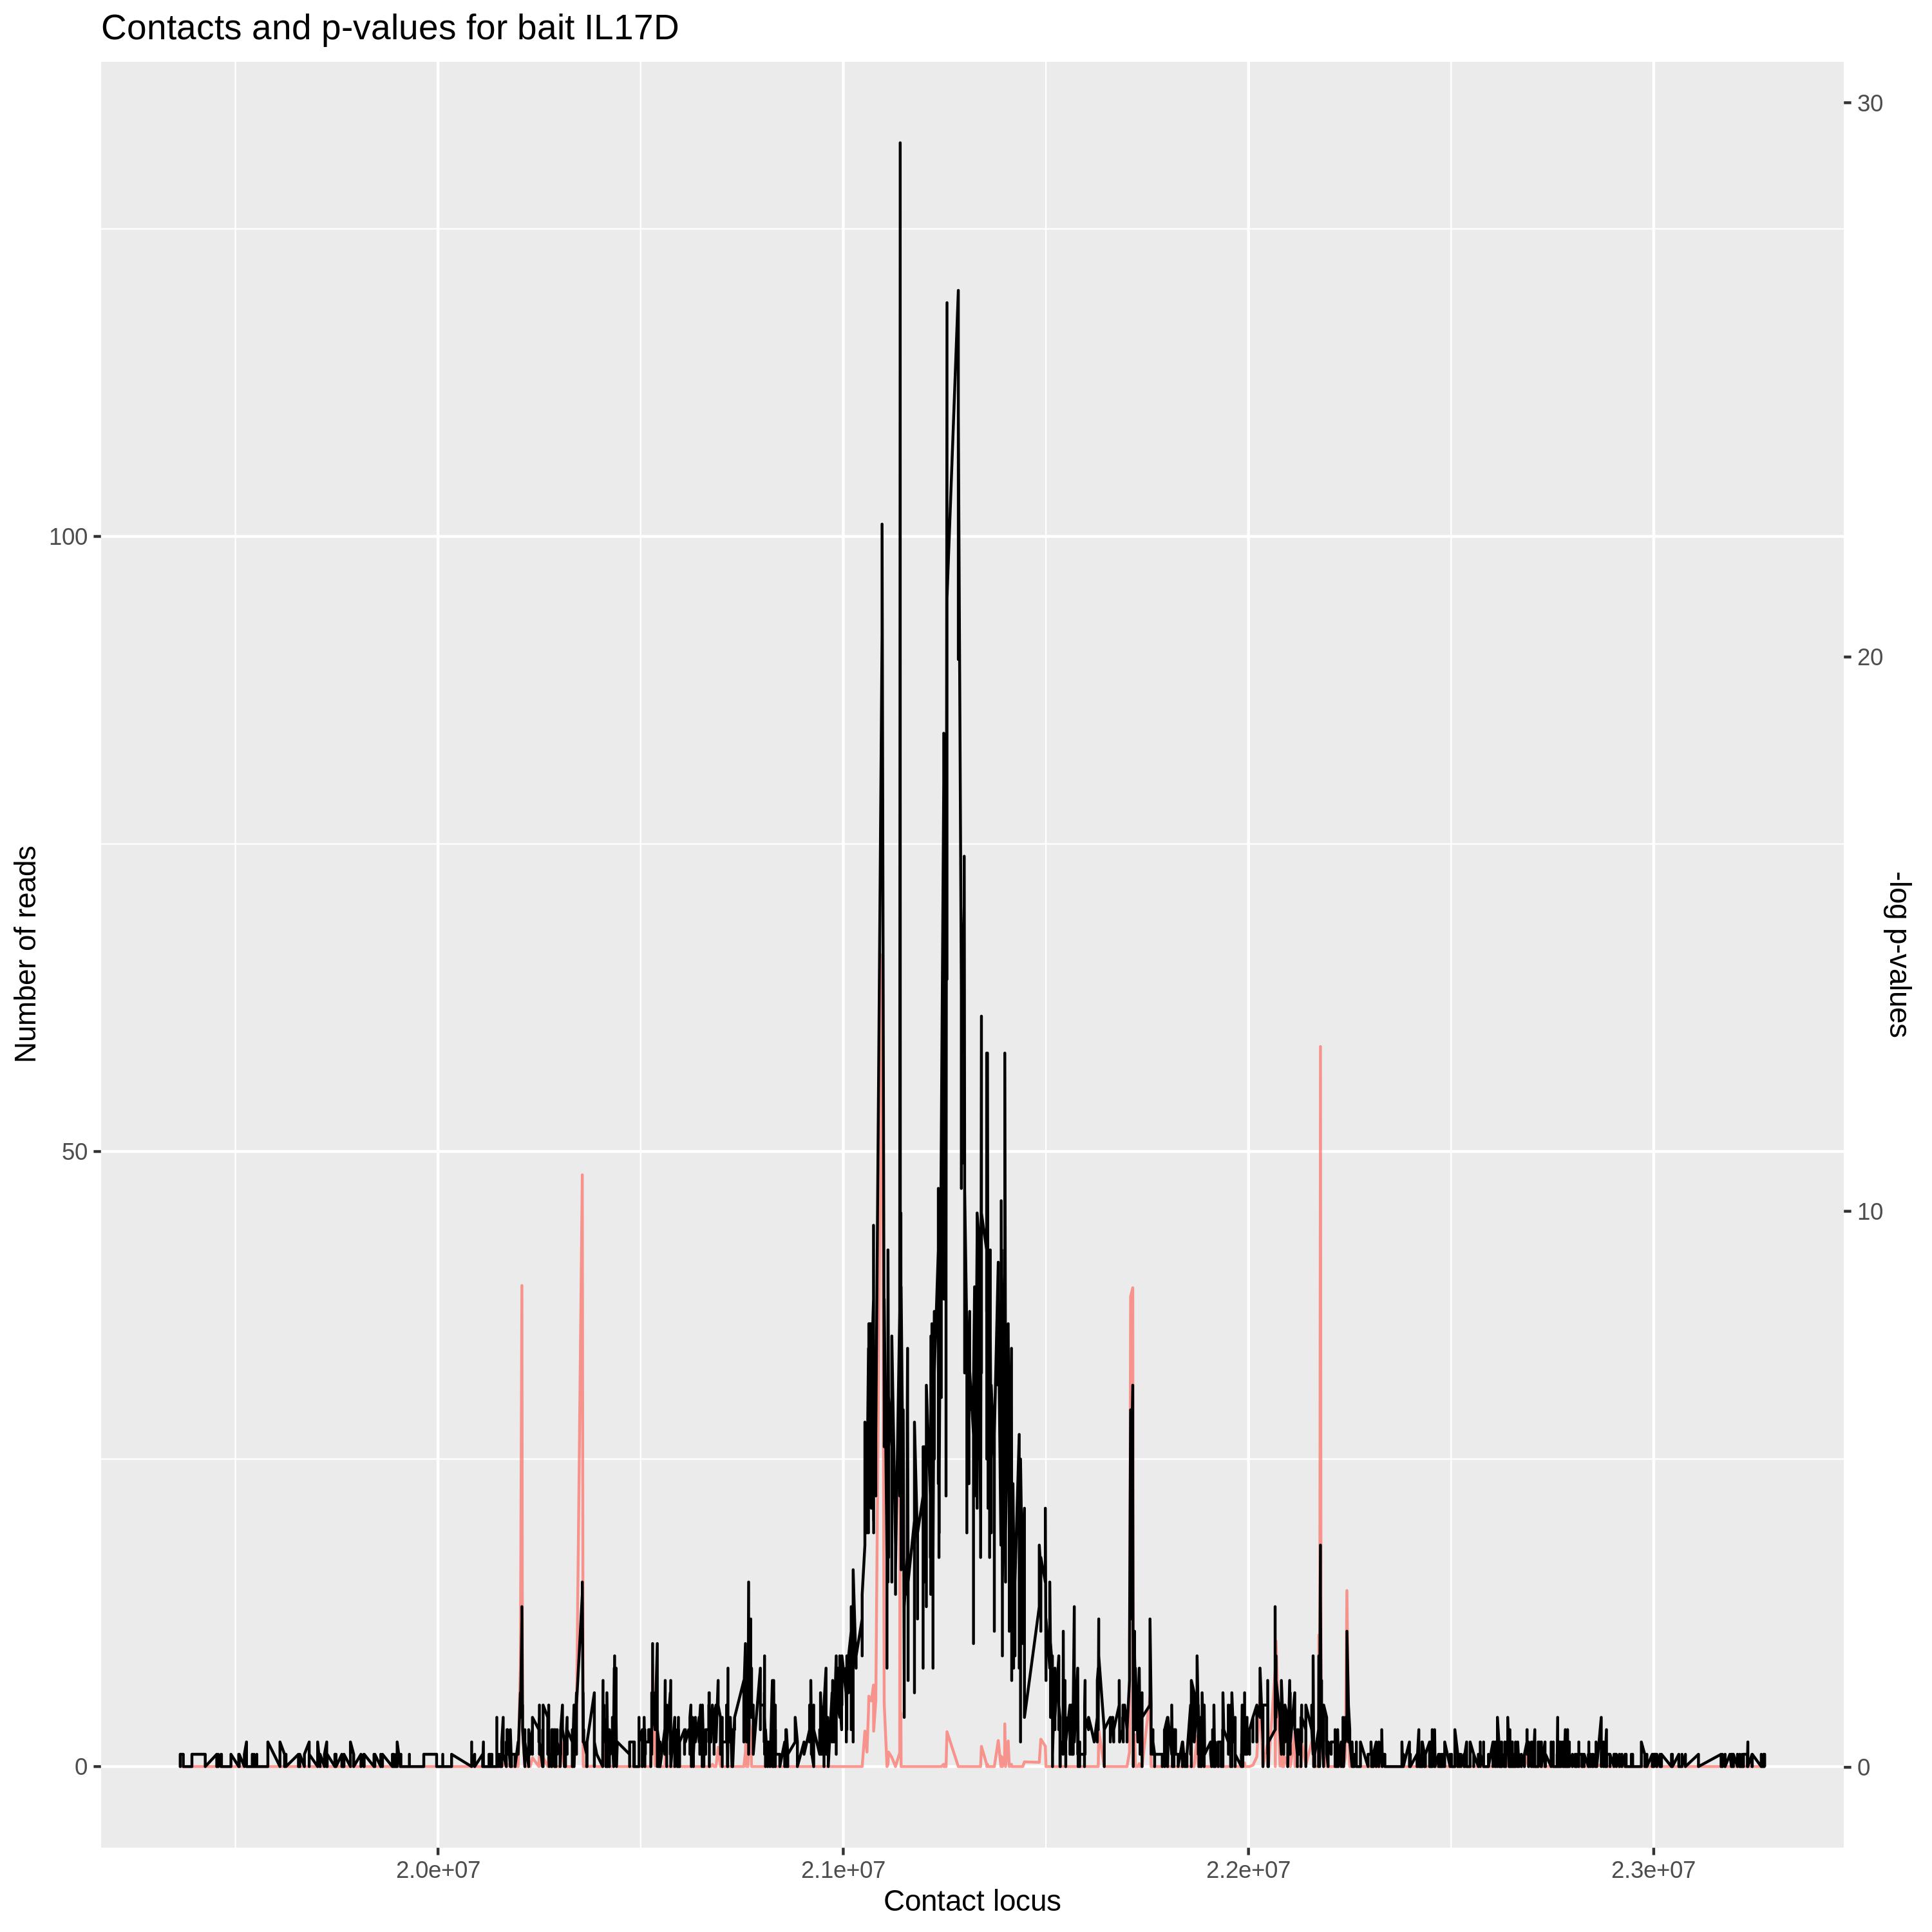 Contacts and p-values for bait IL17D
Number of reads
100
50
0
30
20
10
0
-log p-values
2.0e+07
2.1e+07
2.2e+07
2.3e+07
Contact locus